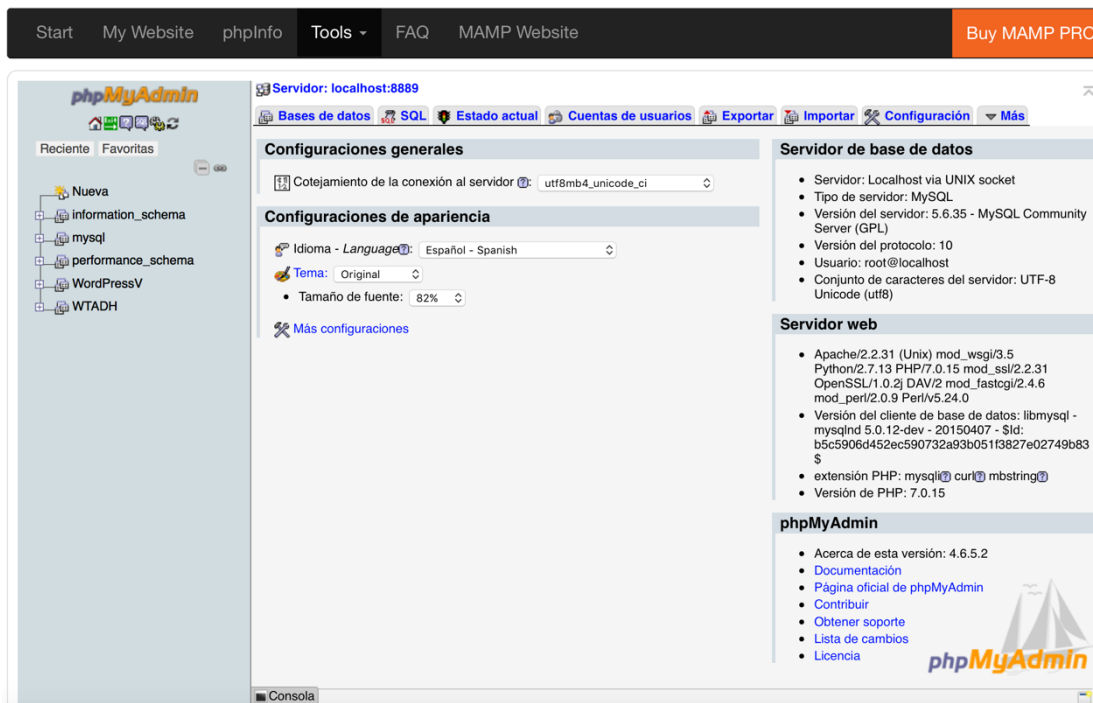 Start My Website phpInfo Tools FAQ MAMP Website Buy MAMP PRO
phpMyAdmin
Reciente Favoritas
Nueva
information_schema
mysql
performance_schema
WordPressV
WTADH
Servidor: localhost:8889
Bases de datos SQL Estado actual Cuentas de usuarios Exportar Importar Configuración Más
Configuraciones generales
Cotejamiento de la conexión al servidor ?: utf8mb4_unicode_ci
Configuraciones de apariencia
Idioma - Language?: Español - Spanish
Tema: Original
• Tamaño de fuente: 82%
Más configuraciones
Servidor de base de datos
• Servidor: Localhost via UNIX socket
• Tipo de servidor: MySQL
• Versión del servidor: 5.6.35 - MySQL Community
Server (GPL)
• Versión del protocolo: 10
• Usuario: root@localhost
• Conjunto de caracteres del servidor: UTF-8
Unicode (utf8)
Servidor web
• Apache/2.2.31 (Unix) mod_wsgi/3.5
Python/2.7.13 PHP/7.0.15 mod_ssl/2.2.31
OpenSSL/1.0.2j DAV/2 mod_fastcgi/2.4.6
mod_perl/2.0.9 Perl/v5.24.0
• Versión del cliente de base de datos: libmysql -
mysqlnd 5.0.12-dev - 20150407 - $Id:
b5c5906d452ec590732a93b051f3827e02749b83
$
• extensión PHP: mysqli? curl? mbstring?
• Versión de PHP: 7.0.15
phpMyAdmin
• Acerca de esta versión: 4.6.5.2
• Documentación
• Página oficial de phpMyAdmin
• Contribuir
• Obtener soporte
• Lista de cambios
• Licencia
phpMyAdmin
Consola